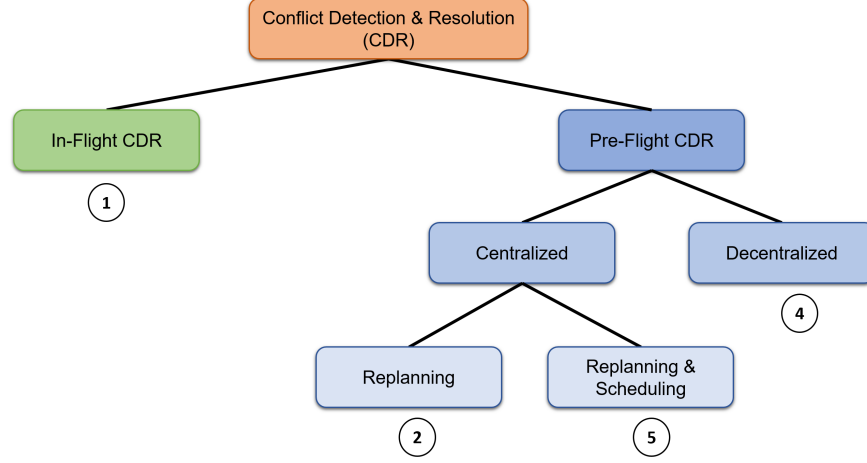 Conflict Detection & Resolution
(CDR)
In-Flight CDR
Pre-Flight CDR
1
Centralized
Decentralized
4
Replanning
Replanning &
Scheduling
2
5